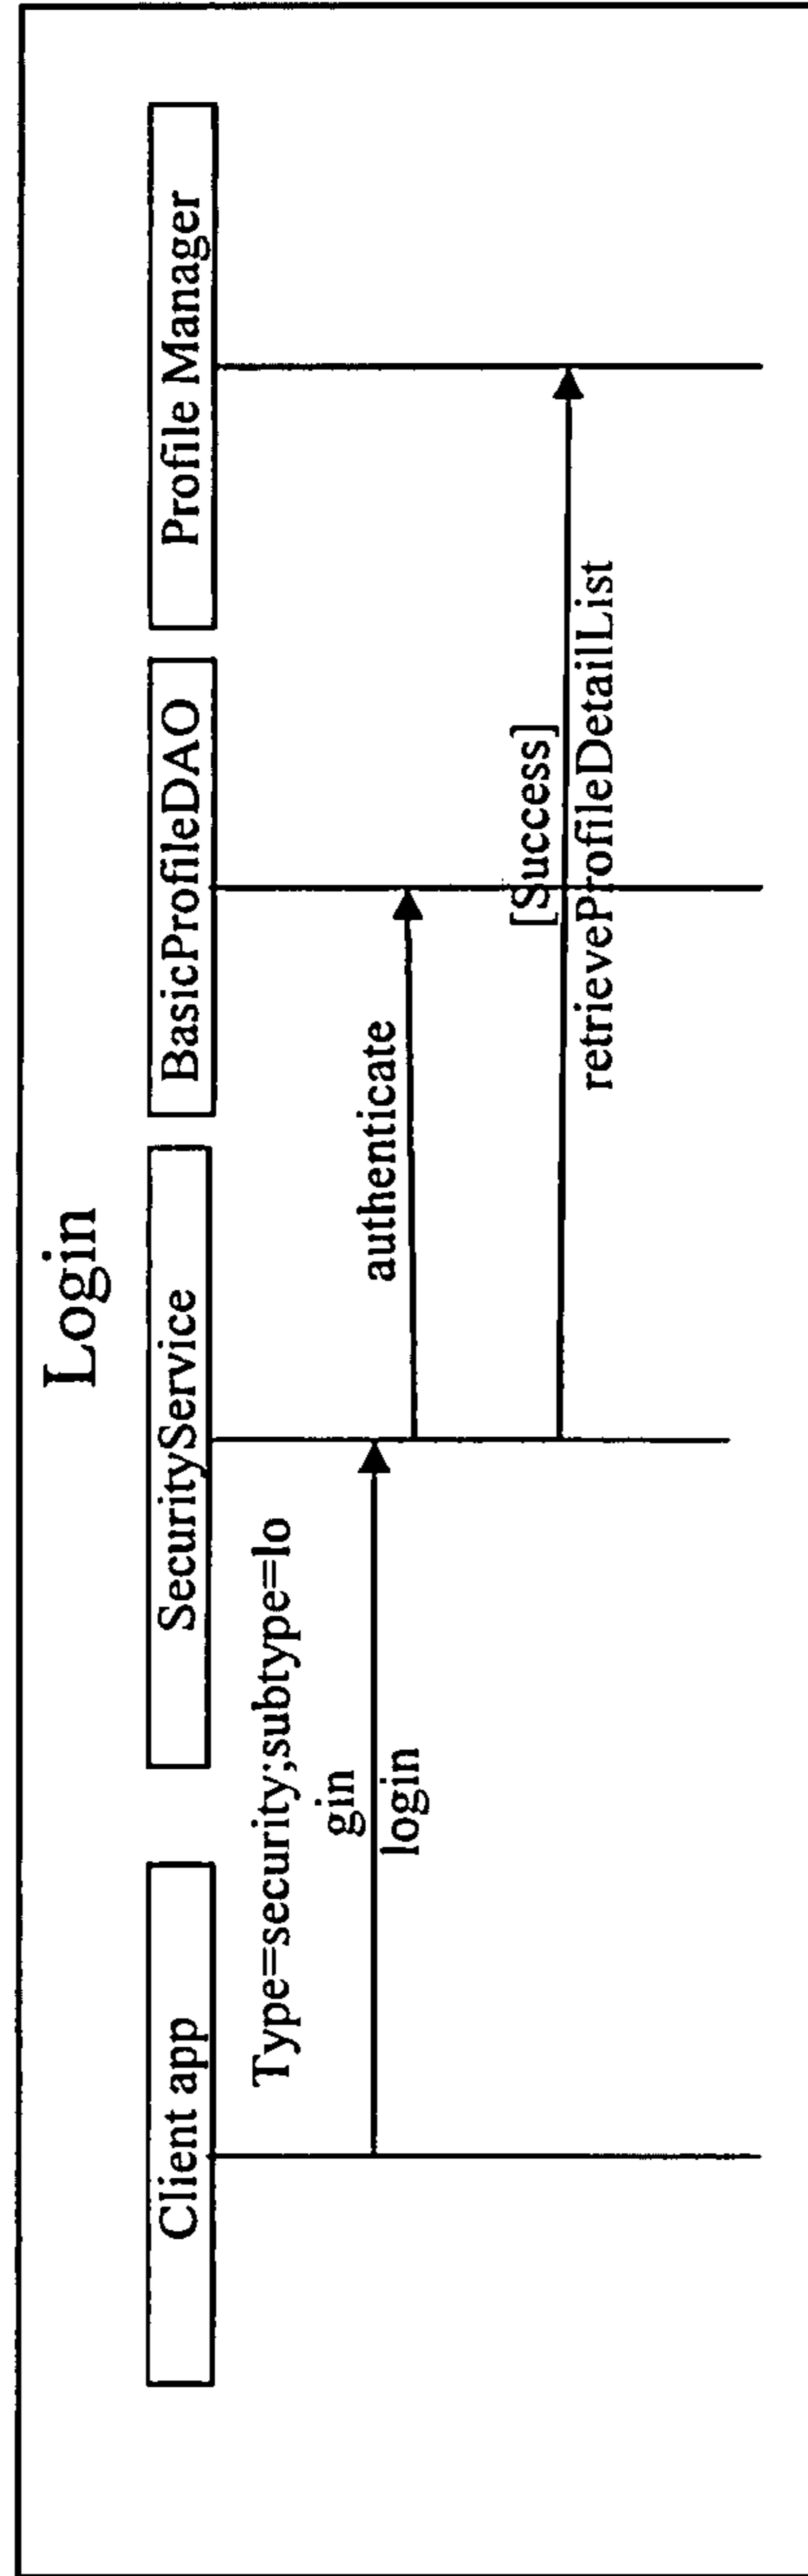 Login
Client app
SecurityService
BasicProfileDAO
Profile Manager
Type=security;subtype=lo
gin
login
authenticate
[Success]
retrieveProfileDetailList